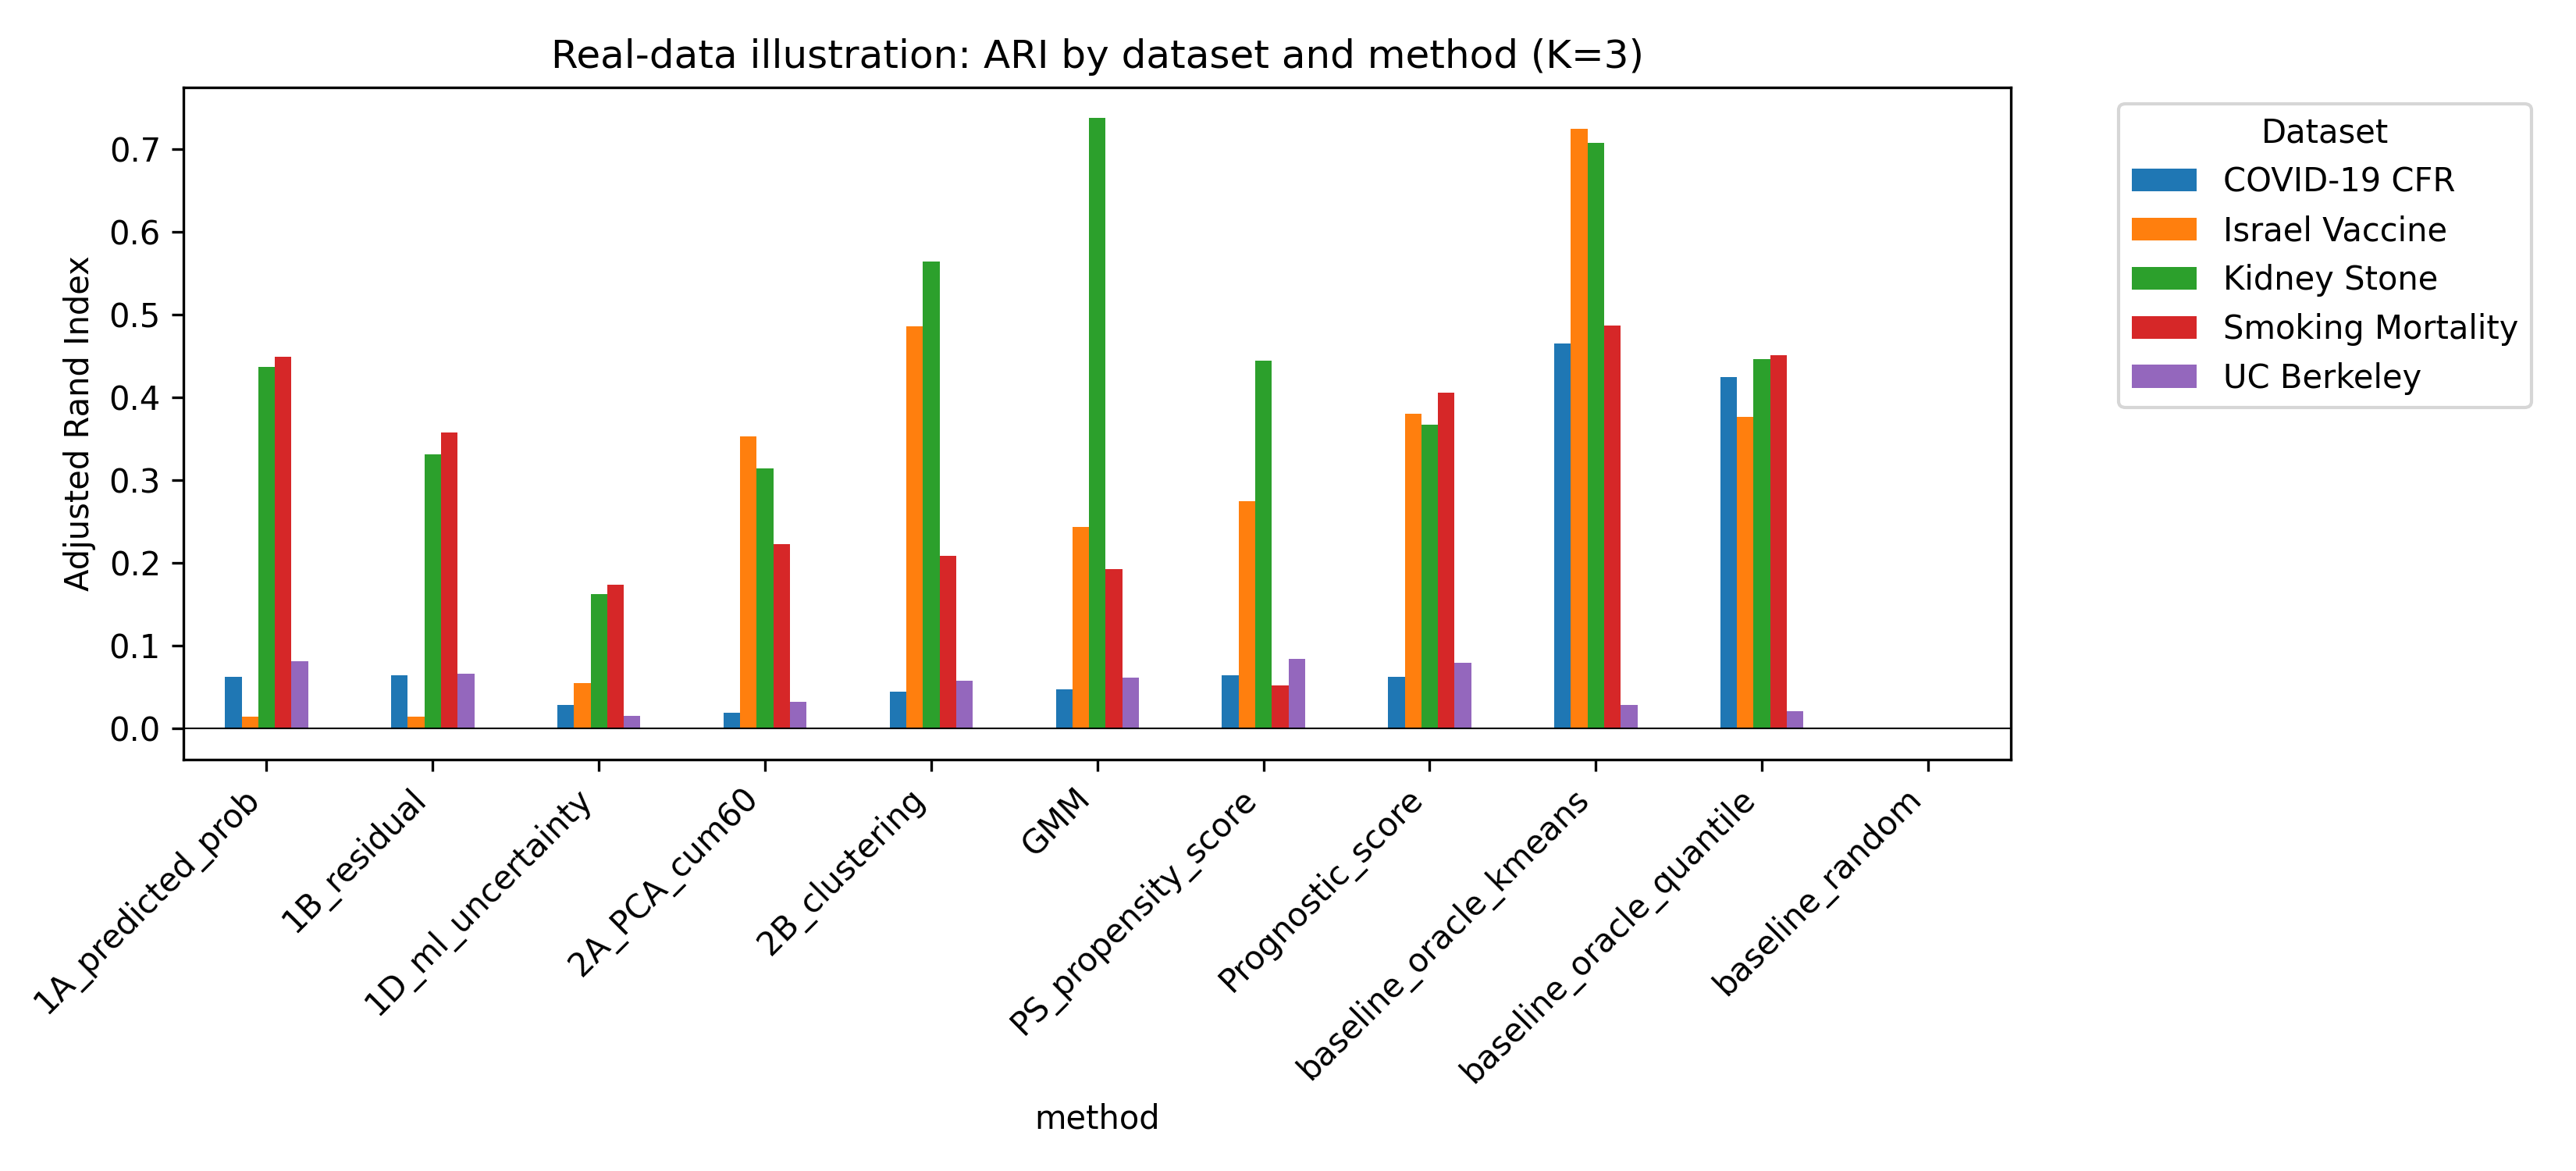 Real-data illustration: ARI by dataset and method (K=3)
Adjusted Rand Index
0.7
0.6
0.5
0.4
0.3
0.2
0.1
0.0
1A_predicted_prob
1B_residual
1D_ml_uncertainty
2A_PCA_cum60
2B_clustering
GMM
PS_propensity_score
Prognostic_score
baseline_oracle_kmeans
baseline_oracle_quantile
baseline_random
method
Dataset
COVID-19 CFR
Israel Vaccine
Kidney Stone
Smoking Mortality
UC Berkeley